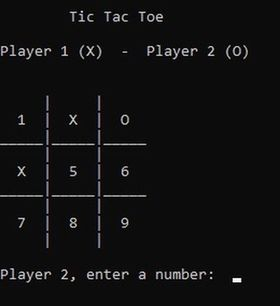 Tic Tac Toe
Player 1 (X)  -  Player 2 (O)
1 | X | O
X | 5 | 6
7 | 8 | 9
Player 2, enter a number: